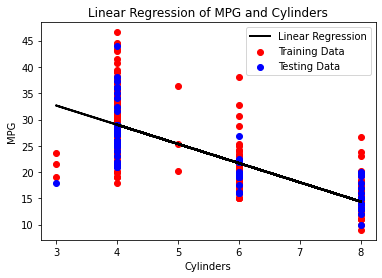 Linear Regression of MPG and Cylinders
Linear Regression
Training Data
Testing Data
MPG
45
40
35
30
25
20
15
10
3 4 5 6 7 8
Cylinders